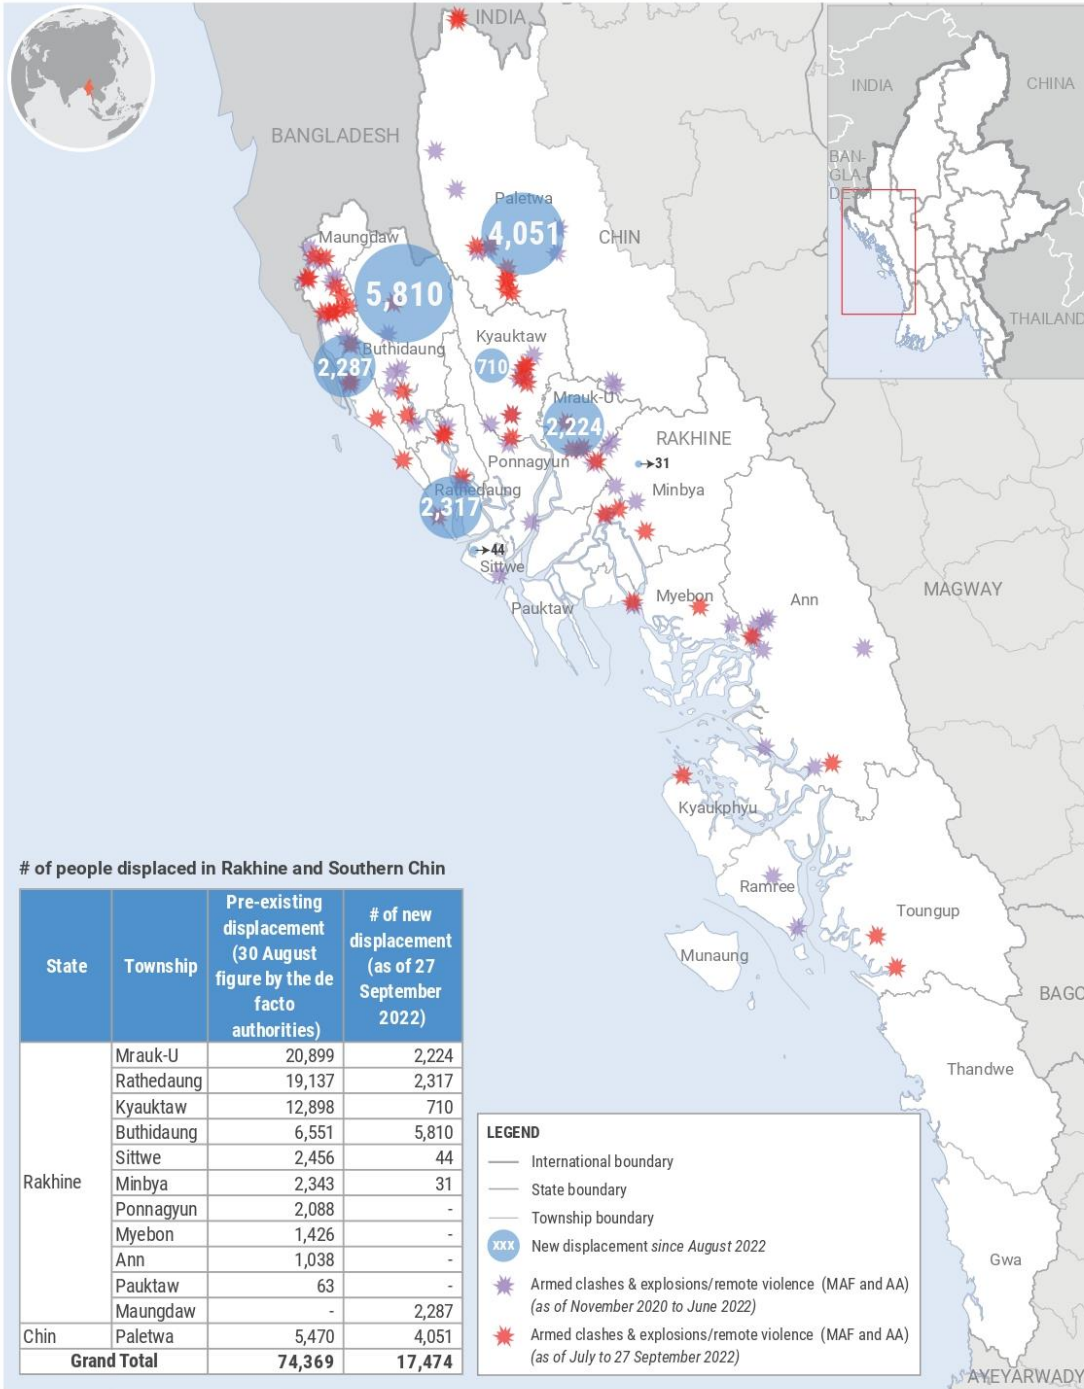 INDIA
BANGLADESH
INDIA
CHINA
BAN-
GLA-
DESH
THAILAND
Paletwa
4,051
CHIN
Maungdaw
5,810
Kyauktaw
Buthidaung
2,287
710
Mrauk-U
2,224
RAKHINE
Ponnagyun
31
Rathedaung
Minbya
2,317
44
Sittwe
Pauktaw
Myebon
Ann
MAGWAY
Kyaukphyu
Ramree
Toungup
Munaung
BAGO
Thandwe
Gwa
AYEYARWADY
# of people displaced in Rakhine and Southern Chin
State Township Pre-existing displacement (30 August figure by the de facto authorities) # of new displacement (as of 27 September 2022)
Rakhine Mrauk-U 20,899 2,224
Rathedaung 19,137 2,317
Kyauktaw 12,898 710
Buthidaung 6,551 5,810
Sittwe 2,456 44
Minbya 2,343 31
Ponnagyun 2,088 -
Myebon 1,426 -
Ann 1,038 -
Pauktaw 63 -
Maungdaw - 2,287
Chin Paletwa 5,470 4,051
Grand Total 74,369 17,474
LEGEND
International boundary
State boundary
Township boundary
XXX New displacement since August 2022
Armed clashes & explosions/remote violence (MAF and AA)
(as of November 2020 to June 2022)
Armed clashes & explosions/remote violence (MAF and AA)
(as of July to 27 September 2022)